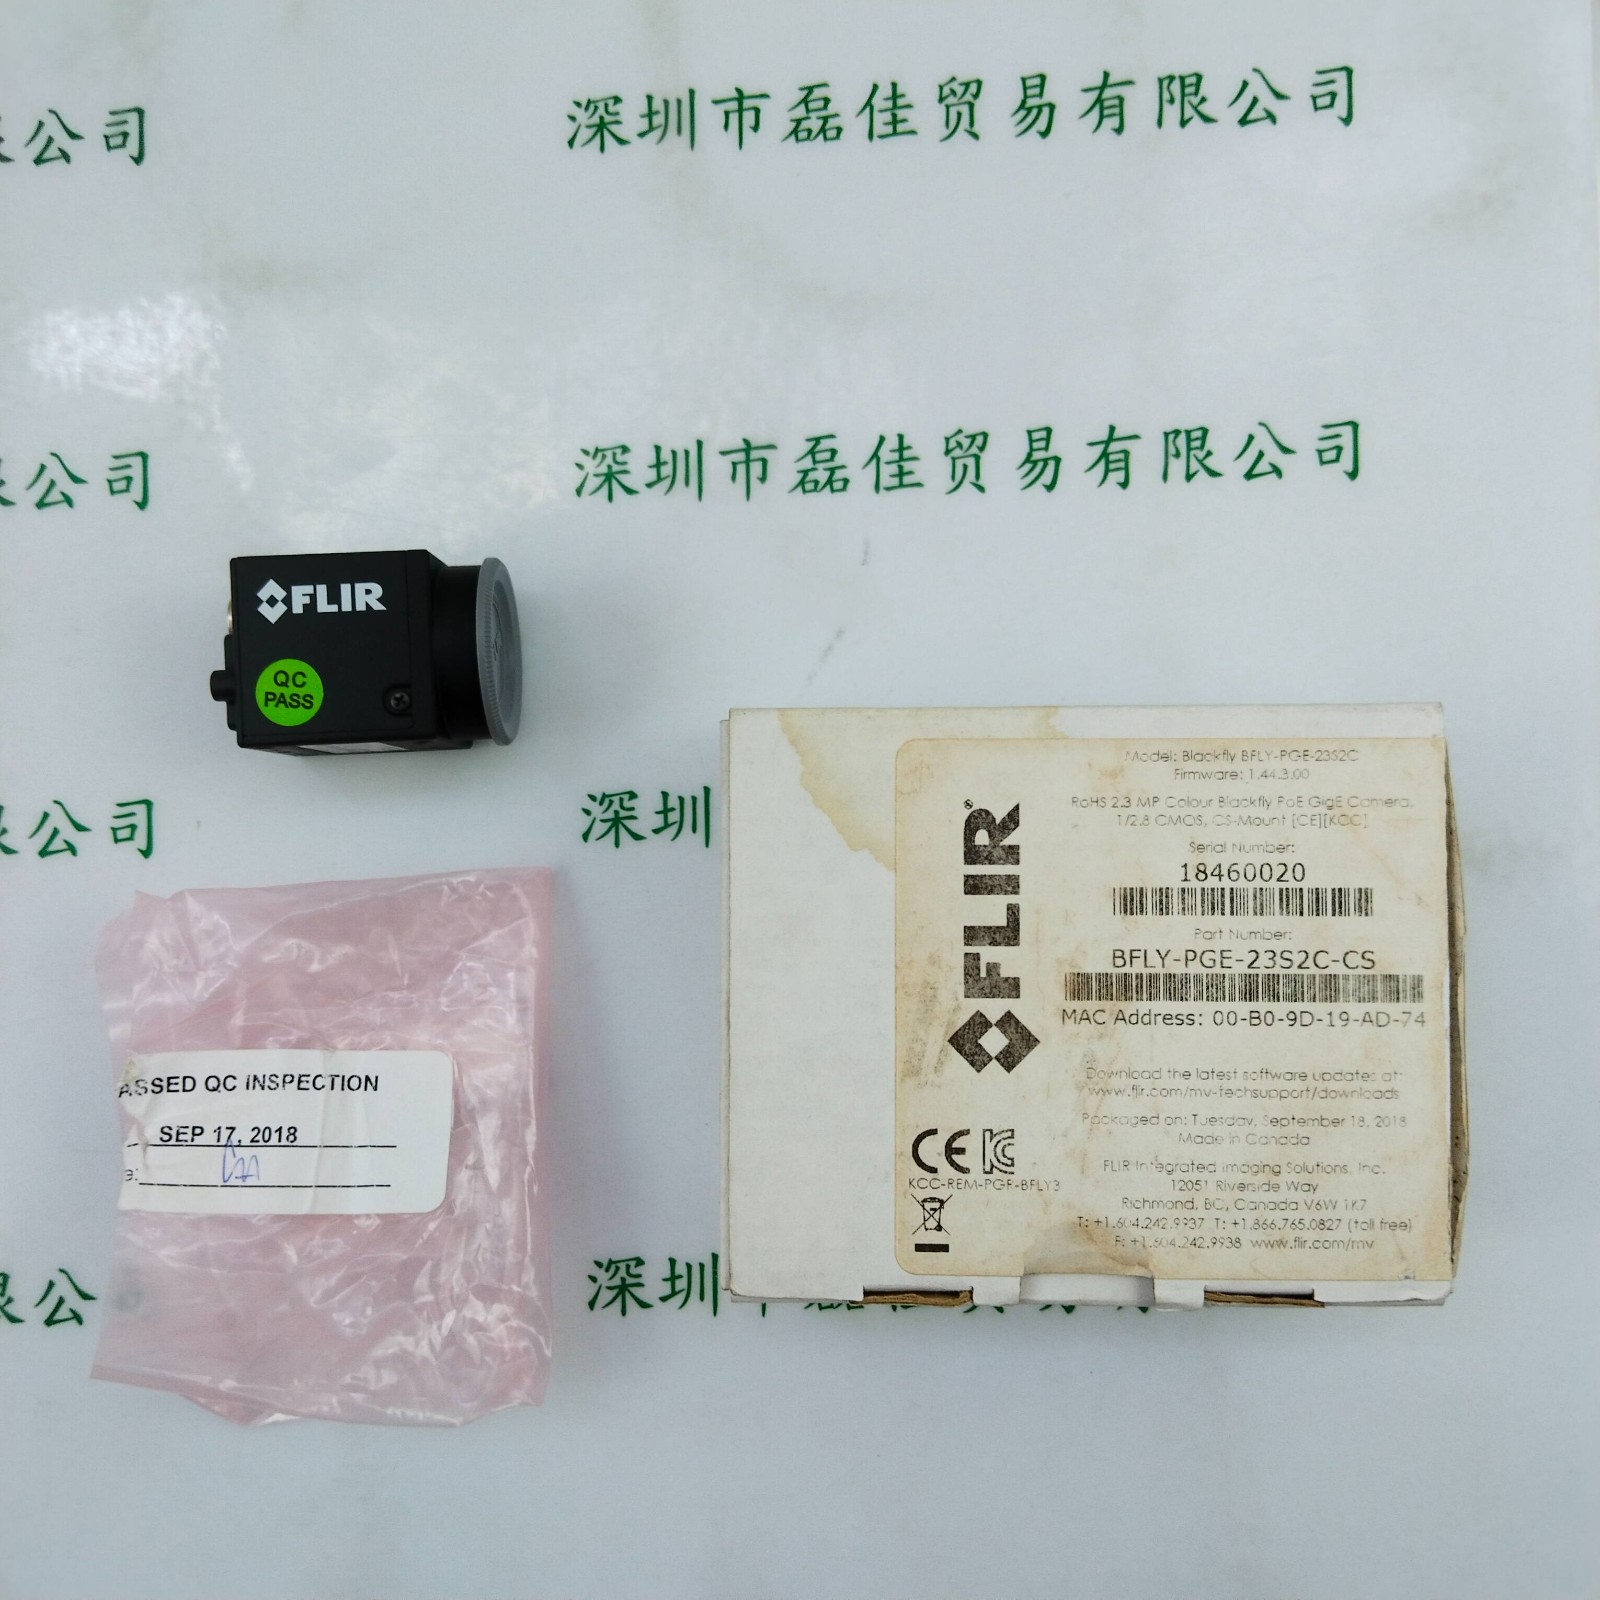 限公司
深圳市磊佳贸易有限公司
限公司
深圳市磊佳贸易有限公司
FLIR
QC
PASS
限公司
深圳
Model: Blackfly BFLY-PGE-23S2C
Firmware: 1.44.3.00
RoHS 2.3 MP Colour Blackfly PoE GigE Camera,
1/2.8 CMOS, CS-Mount [CE][KCC]
Serial Number:
18460020
Part Number:
BFLY-PGE-23S2C-CS
MAC Address: 00-B0-9D-19-AD-74
FLIR®
Download the latest software updates at:
www.flir.com/mv-techsupport/downloads
Packaged on: Tuesday, September 18, 2018
Made in Canada
CE KC
KCC-REM-PGR-BFLY3
FLIR Integrated Imaging Solutions, Inc.
12051 Riverside Way
Richmond, BC, Canada V6W 1K7
T: +1.604.242.9937 T: +1.866.765.0827 (toll free)
F: +1.604.242.9938 www.flir.com/mv
ASSED QC INSPECTION
SEP 17, 2018
e:
限公
深圳